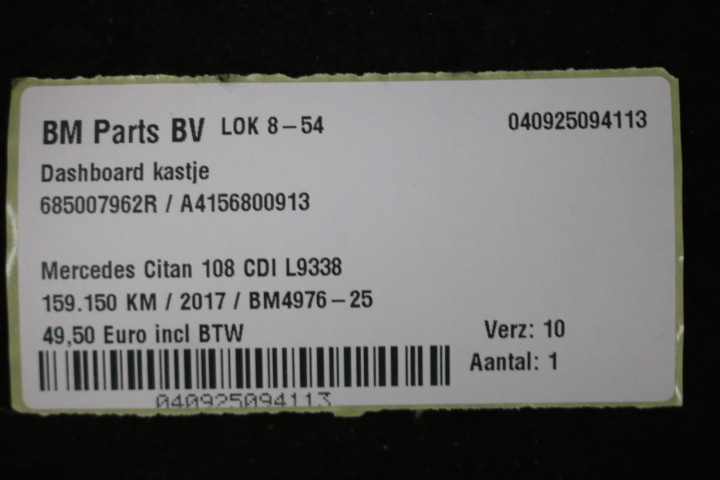 BM Parts BV LOK 8-54 040925094113
Dashboard kastje
685007962R / A4156800913
Mercedes Citan 108 CDI L9338
159.150 KM / 2017 / BM4976-25
49,50 Euro incl BTW Verz: 10
Aantal: 1
040925094113